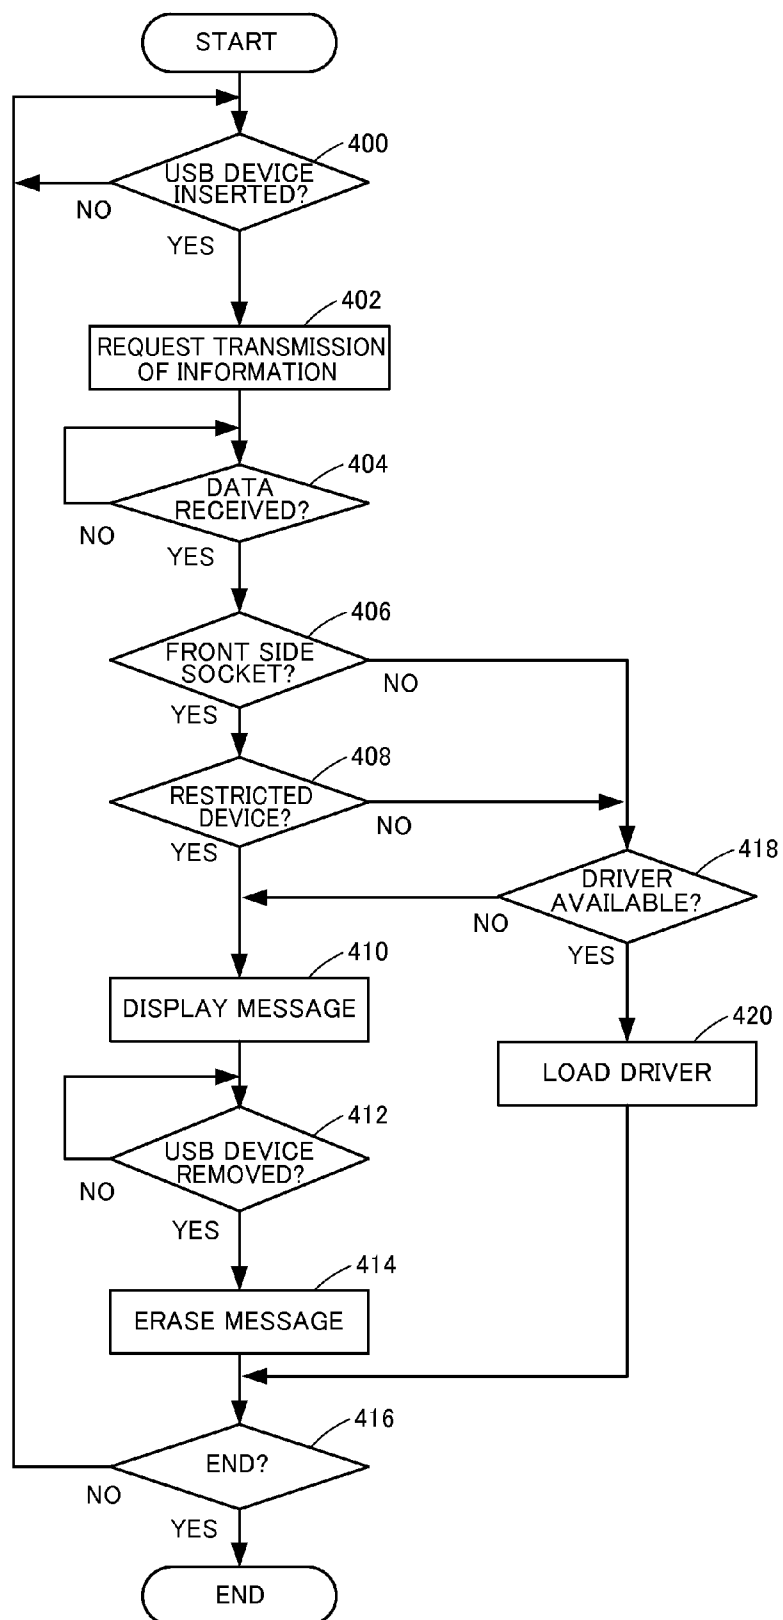 START
400
USB DEVICE
INSERTED?
NO
YES
402
REQUEST TRANSMISSION
OF INFORMATION
404
DATA
RECEIVED?
NO
YES
406
FRONT SIDE
SOCKET?
NO
YES
408
RESTRICTED
DEVICE?
NO
YES
418
DRIVER
AVAILABLE?
NO
YES
410
DISPLAY MESSAGE
420
LOAD DRIVER
412
USB DEVICE
REMOVED?
NO
YES
414
ERASE MESSAGE
416
END?
NO
YES
END